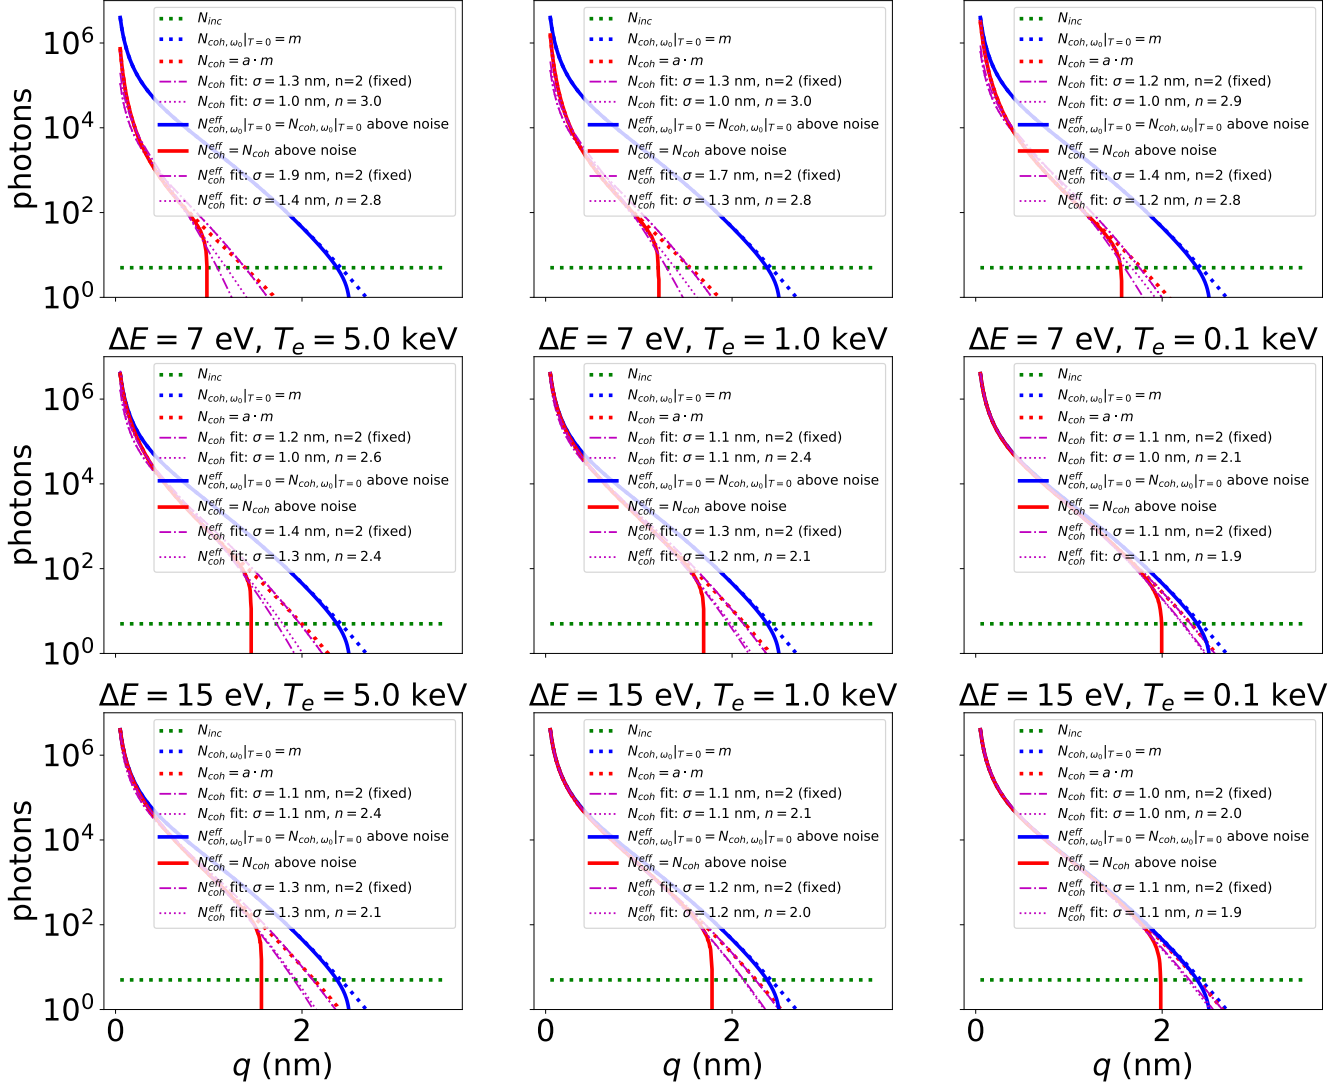 photons
10^6
10^4
10^2
10^0
N_inc
N_coh,ω0|T=0 = m
N_coh = a · m
N_coh fit: σ = 1.3 nm, n=2 (fixed)
N_coh fit: σ = 1.0 nm, n = 3.0
N^eff_coh,ω0|T=0 = N_coh,ω0|T=0 above noise
N^eff_coh = N_coh above noise
N^eff_coh fit: σ = 1.9 nm, n=2 (fixed)
N^eff_coh fit: σ = 1.4 nm, n = 2.8
N_inc
N_coh,ω0|T=0 = m
N_coh = a · m
N_coh fit: σ = 1.3 nm, n=2 (fixed)
N_coh fit: σ = 1.0 nm, n = 3.0
N^eff_coh,ω0|T=0 = N_coh,ω0|T=0 above noise
N^eff_coh = N_coh above noise
N^eff_coh fit: σ = 1.7 nm, n=2 (fixed)
N^eff_coh fit: σ = 1.3 nm, n = 2.8
10^0
N_inc
N_coh,ω0|T=0 = m
N_coh = a · m
N_coh fit: σ = 1.2 nm, n=2 (fixed)
N_coh fit: σ = 1.0 nm, n = 2.9
N^eff_coh,ω0|T=0 = N_coh,ω0|T=0 above noise
N^eff_coh = N_coh above noise
N^eff_coh fit: σ = 1.4 nm, n=2 (fixed)
N^eff_coh fit: σ = 1.2 nm, n = 2.8
10^0
ΔE = 7 eV, T_e = 5.0 keV
photons
10^6
10^4
10^2
10^0
N_inc
N_coh,ω0|T=0 = m
N_coh = a · m
N_coh fit: σ = 1.2 nm, n=2 (fixed)
N_coh fit: σ = 1.0 nm, n = 2.6
N^eff_coh,ω0|T=0 = N_coh,ω0|T=0 above noise
N^eff_coh = N_coh above noise
N^eff_coh fit: σ = 1.4 nm, n=2 (fixed)
N^eff_coh fit: σ = 1.3 nm, n = 2.4
ΔE = 7 eV, T_e = 1.0 keV
N_inc
N_coh,ω0|T=0 = m
N_coh = a · m
N_coh fit: σ = 1.1 nm, n=2 (fixed)
N_coh fit: σ = 1.1 nm, n = 2.4
N^eff_coh,ω0|T=0 = N_coh,ω0|T=0 above noise
N^eff_coh = N_coh above noise
N^eff_coh fit: σ = 1.3 nm, n=2 (fixed)
N^eff_coh fit: σ = 1.2 nm, n = 2.1
10^0
ΔE = 7 eV, T_e = 0.1 keV
N_inc
N_coh,ω0|T=0 = m
N_coh = a · m
N_coh fit: σ = 1.1 nm, n=2 (fixed)
N_coh fit: σ = 1.0 nm, n = 2.1
N^eff_coh,ω0|T=0 = N_coh,ω0|T=0 above noise
N^eff_coh = N_coh above noise
N^eff_coh fit: σ = 1.1 nm, n=2 (fixed)
N^eff_coh fit: σ = 1.1 nm, n = 1.9
10^0
ΔE = 15 eV, T_e = 5.0 keV
photons
10^6
10^4
10^2
10^0
N_inc
N_coh,ω0|T=0 = m
N_coh = a · m
N_coh fit: σ = 1.1 nm, n=2 (fixed)
N_coh fit: σ = 1.1 nm, n = 2.4
N^eff_coh,ω0|T=0 = N_coh,ω0|T=0 above noise
N^eff_coh = N_coh above noise
N^eff_coh fit: σ = 1.3 nm, n=2 (fixed)
N^eff_coh fit: σ = 1.3 nm, n = 2.1
0 2
q (nm)
ΔE = 15 eV, T_e = 1.0 keV
N_inc
N_coh,ω0|T=0 = m
N_coh = a · m
N_coh fit: σ = 1.1 nm, n=2 (fixed)
N_coh fit: σ = 1.1 nm, n = 2.1
N^eff_coh,ω0|T=0 = N_coh,ω0|T=0 above noise
N^eff_coh = N_coh above noise
N^eff_coh fit: σ = 1.2 nm, n=2 (fixed)
N^eff_coh fit: σ = 1.2 nm, n = 2.0
10^0
0 2
q (nm)
ΔE = 15 eV, T_e = 0.1 keV
N_inc
N_coh,ω0|T=0 = m
N_coh = a · m
N_coh fit: σ = 1.0 nm, n=2 (fixed)
N_coh fit: σ = 1.0 nm, n = 2.0
N^eff_coh,ω0|T=0 = N_coh,ω0|T=0 above noise
N^eff_coh = N_coh above noise
N^eff_coh fit: σ = 1.1 nm, n=2 (fixed)
N^eff_coh fit: σ = 1.1 nm, n = 1.9
10^0
0 2
q (nm)